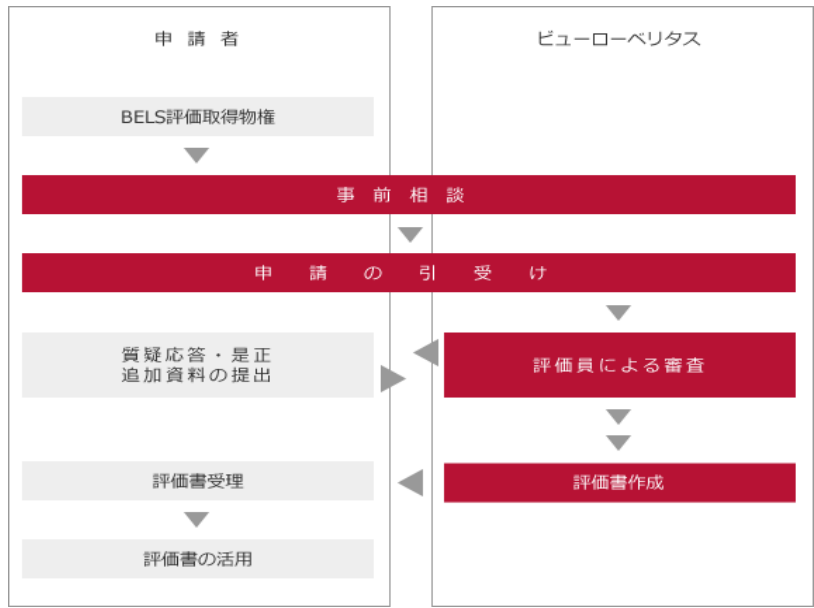 申請者
ビューローベリタス
BELS評価取得物権
事前相談
申請の引受け
質疑応答・是正
追加資料の提出
評価員による審査
評価書受理
評価書作成
評価書の活用